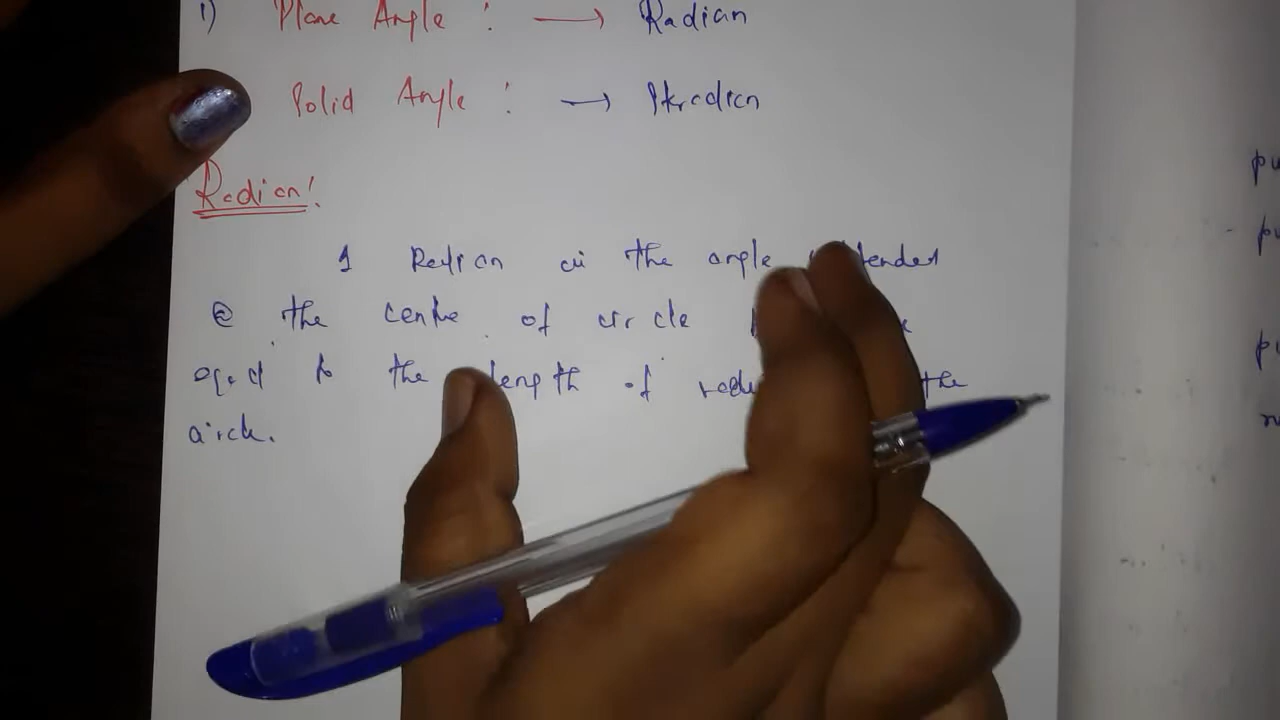 1) Plane Angle : → Radian
Solid Angle : → Steradian
Radian!
1 Radian is the angle
@ the centre of circle
equal to the length of the
circle.